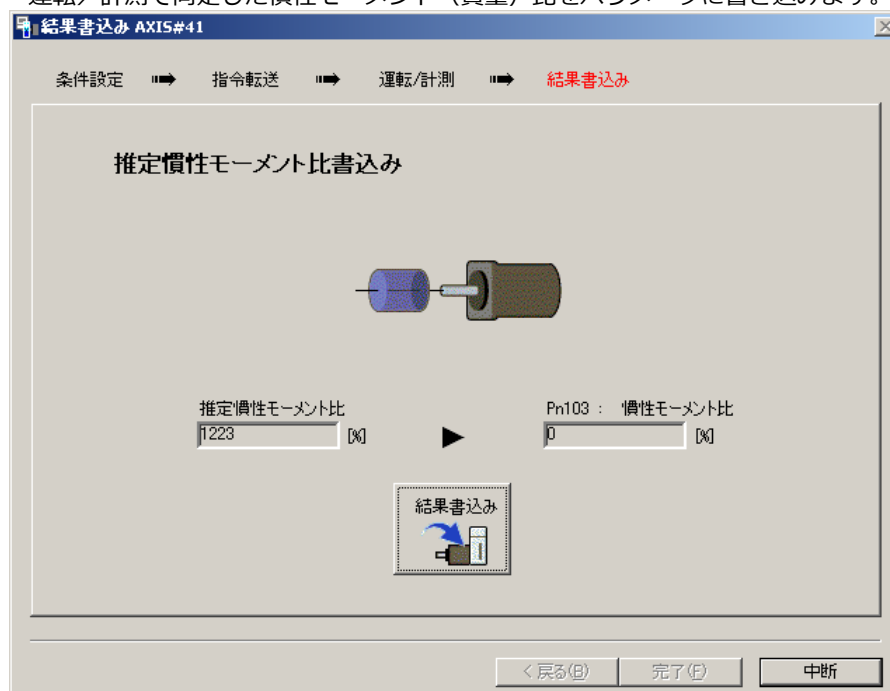 運転/計測で同定した慣性モーメント（質量）比をパラメータに書き込みます。
結果書込み AXIS#41
条件設定 指令転送 運転/計測 結果書込み
推定慣性モーメント比書込み
推定慣性モーメント比 Pn103 : 慣性モーメント比
1223 [%] 0 [%]
結果書込み
< 戻る(B) 完了(F) 中断